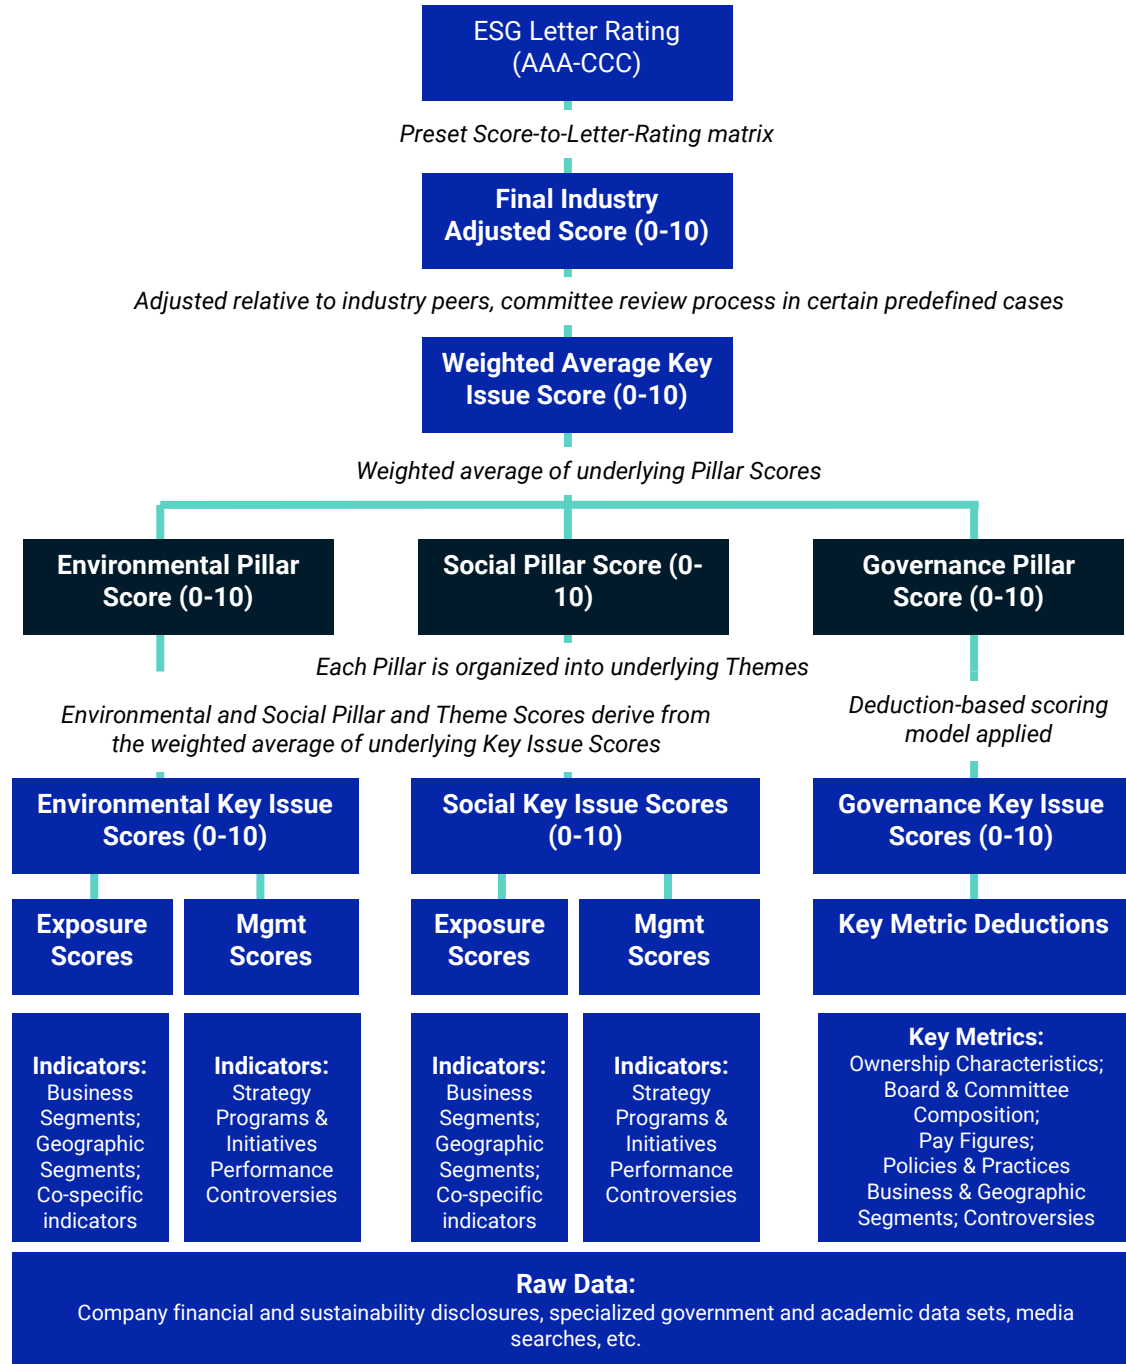 ESG Letter Rating
(AAA-CCC)
Preset Score-to-Letter-Rating matrix
Final Industry
Adjusted Score (0-10)
Adjusted relative to industry peers, committee review process in certain predefined cases
Weighted Average Key
Issue Score (0-10)
Weighted average of underlying Pillar Scores
Environmental Pillar
Score (0-10)
Social Pillar Score (0-
10)
Governance Pillar
Score (0-10)
Each Pillar is organized into underlying Themes
Environmental and Social Pillar and Theme Scores derive from
the weighted average of underlying Key Issue Scores
Deduction-based scoring
model applied
Environmental Key Issue
Scores (0-10)
Social Key Issue Scores
(0-10)
Governance Key Issue
Scores (0-10)
Exposure
Scores
Mgmt
Scores
Exposure
Scores
Mgmt
Scores
Key Metric Deductions
Indicators:
Business
Segments;
Geographic
Segments;
Co-specific
indicators
Indicators:
Strategy
Programs &
Initiatives
Performance
Controversies
Indicators:
Business
Segments;
Geographic
Segments;
Co-specific
indicators
Indicators:
Strategy
Programs &
Initiatives
Performance
Controversies
Key Metrics:
Ownership Characteristics;
Board & Committee
Composition;
Pay Figures;
Policies & Practices
Business & Geographic
Segments; Controversies
Raw Data:
Company financial and sustainability disclosures, specialized government and academic data sets, media
searches, etc.